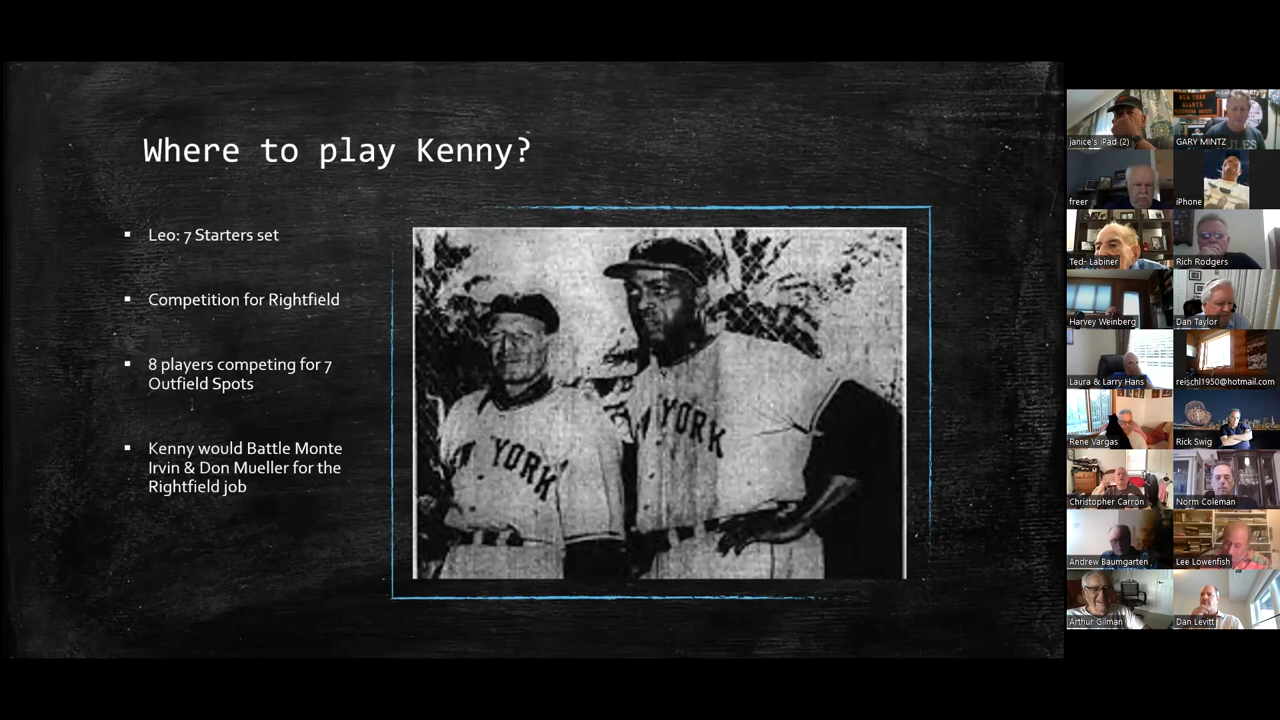 Where to play Kenny?
▪ Leo: 7 Starters set
▪ Competition for Rightfield
▪ 8 players competing for 7
Outfield Spots
▪ Kenny would Battle Monte
Irvin & Don Mueller for the
Rightfield job
YORK
YORK
janice's iPad (2)
GARY MINTZ
freer
iPhone
Ted- Labiner
Rich Rodgers
Harvey Weinberg
Dan Taylor
Laura & Larry Hans
reischl1950@hotmail.com
Rene Vargas
Rick Swig
Christopher Carron
Norm Coleman
Andrew Baumgarten
Lee Lowenfish
Arthur Gilman
Dan Levitt